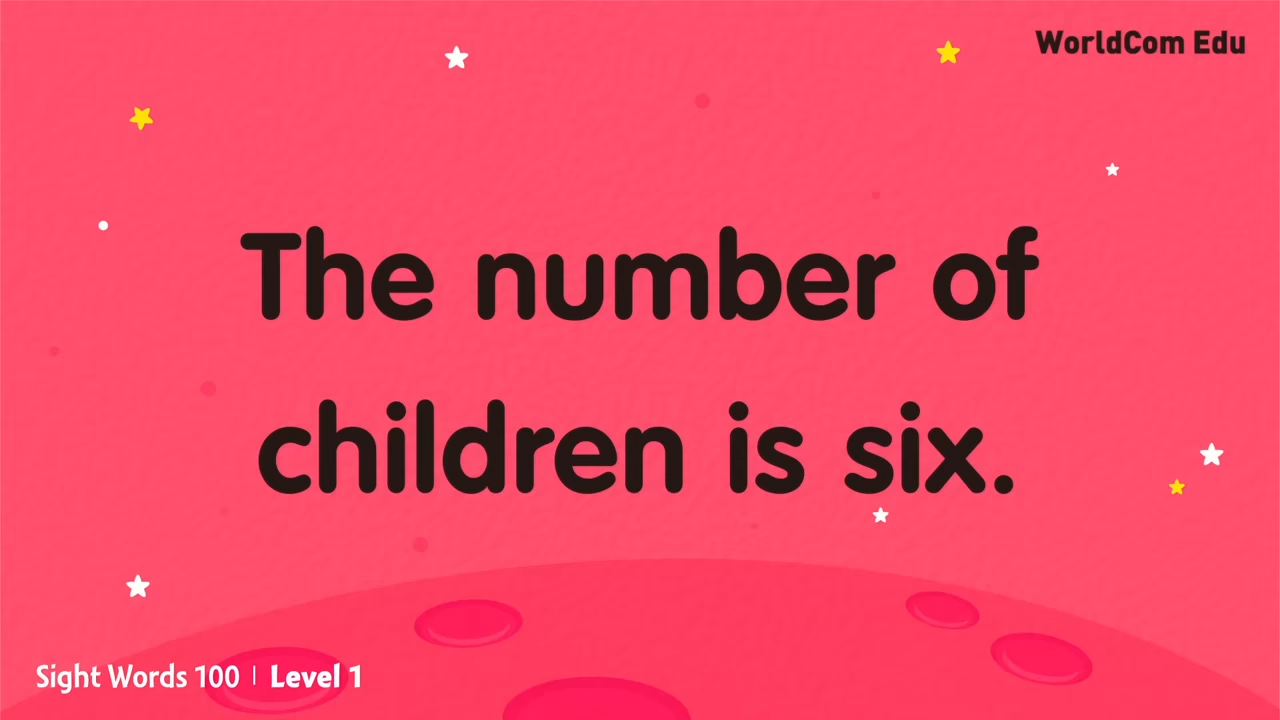 WorldCom Edu
The number of
children is six.
Sight Words 100 | Level 1